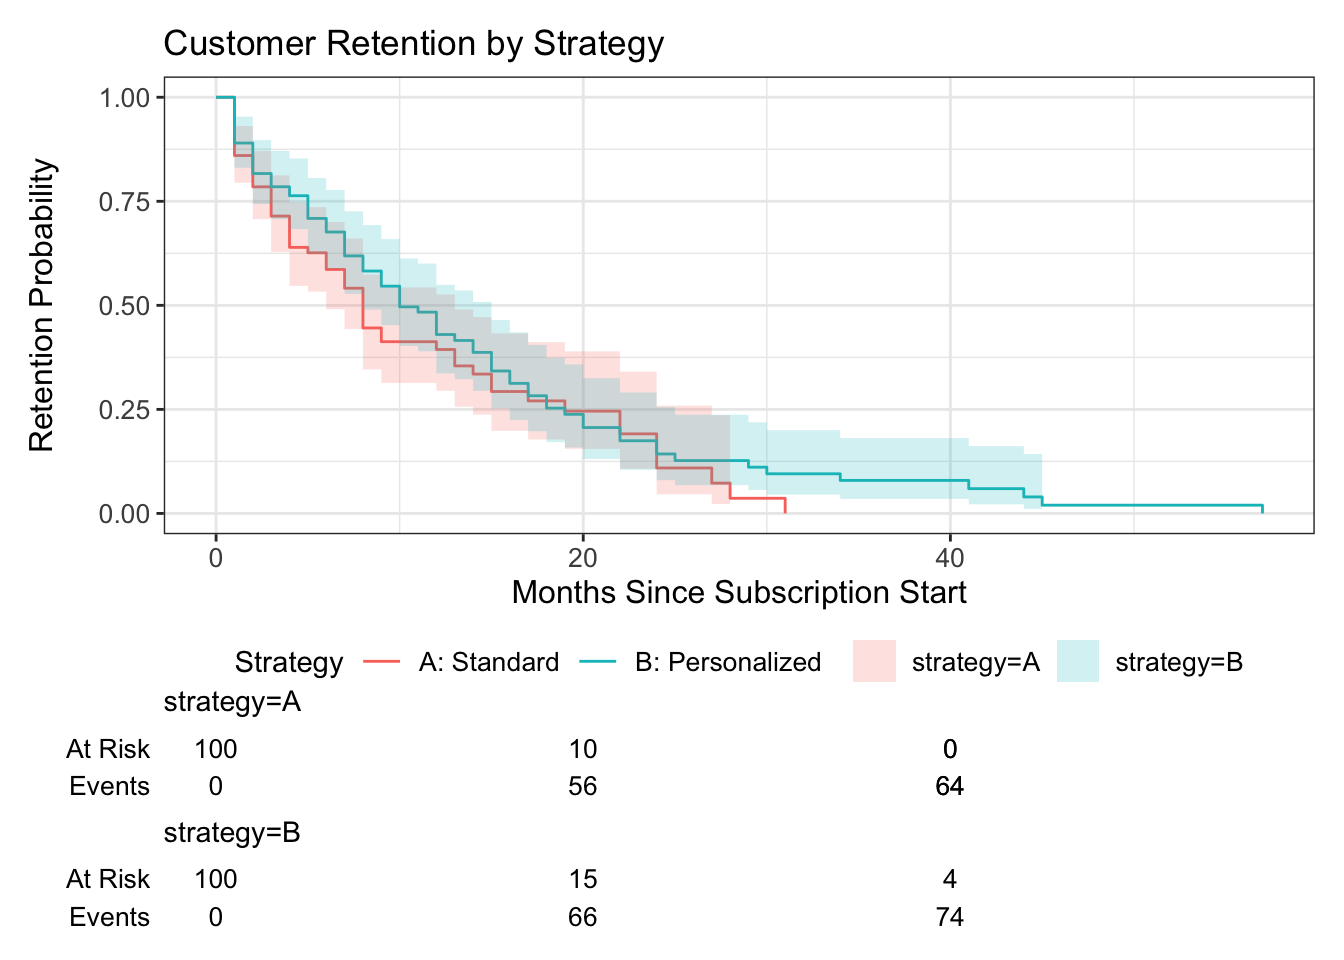 Customer Retention by Strategy
Retention Probability
1.00
0.75
0.50
0.25
0.00
0 20 40
Months Since Subscription Start
Strategy A: Standard B: Personalized strategy=A strategy=B
strategy=A
At Risk 100 10 0
Events 0 56 64
strategy=B
At Risk 100 15 4
Events 0 66 74